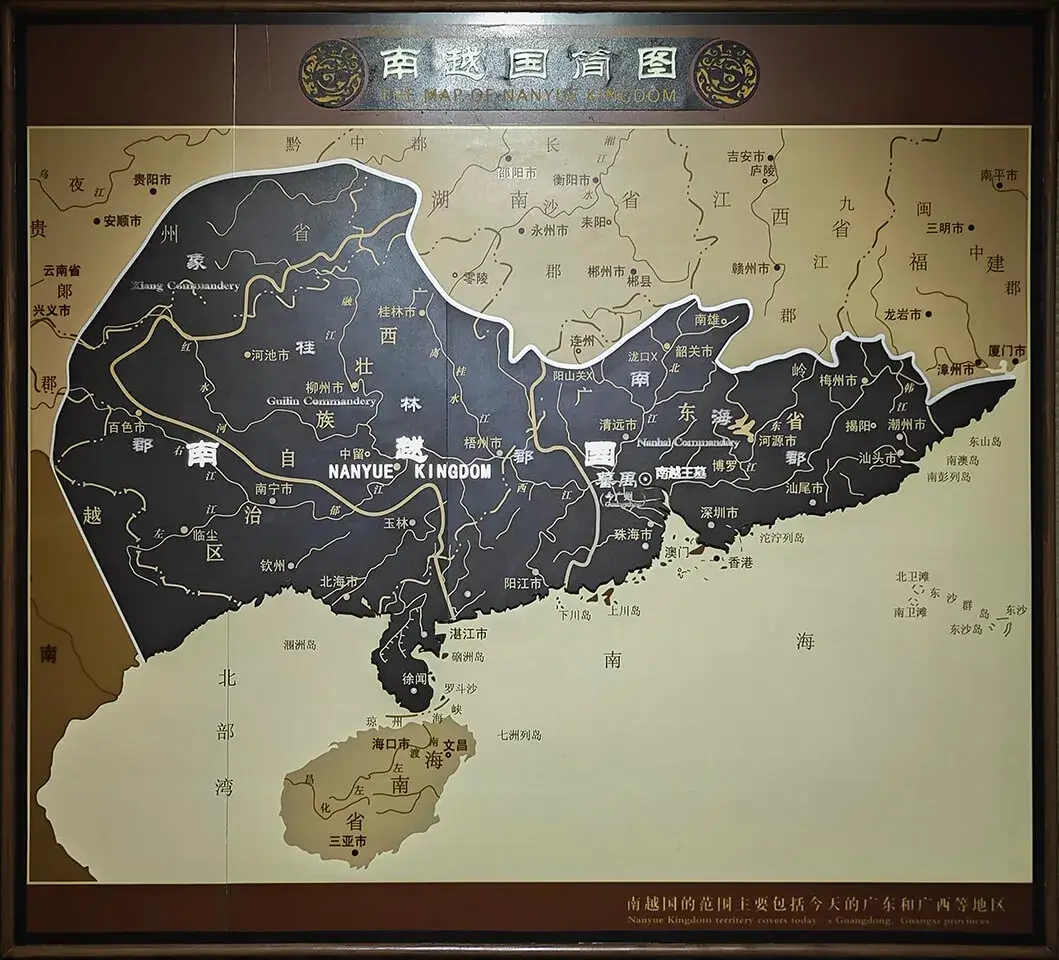 南越国简图
THE MAP OF NANYUE KINGDOM
黔中郡
长沙郡
湘江
吉安市
庐陵
九江郡
南平市
乌江
夜郎
贵阳市
邵阳市
衡阳市
湖南省
水
江西省
闽中郡
贵州省
安顺市
永州市
耒阳
三明市
福建
云南省
兴义市
象郡
Xiang Commandery
零陵
郴州市
郴县
赣州市
龙岩市
融江
桂林市
南雄
连州
厦门市
漳州市
红水河
河池市
桂林郡
广西壮族自治区
泷口X
韶关市
阳山关X
南海郡
北江
梅州市
韩江
柳州市
Guilin Commandery
桂江
广东省
百色市
右江
南越国
NANYUE KINGDOM
中留
梧州市
清远市
Nanhai Commandery
东江
河源市
揭阳
潮州市
东山岛
汕头市
南澳岛
南彭列岛
博罗
番禺
南越王墓
汕尾市
南宁市
郁江
西江
越
左江
临尘
玉林
珠海市
深圳市
沱泞列岛
澳门
香港
钦州
北海市
阳江市
北卫滩
南卫滩
东沙群岛
东沙
东沙岛
下川岛
上川岛
湛江市
涠洲岛
硇洲岛
南海
南
徐闻
罗斗沙
北部湾
琼州海峡
七洲列岛
海口市
文昌
南渡
海南省
昌化
左
左
三亚市
南越国的范围主要包括今天的广东和广西等地区
Nanyue Kingdom territery covers today s Guangdong, Guangxi provinces.